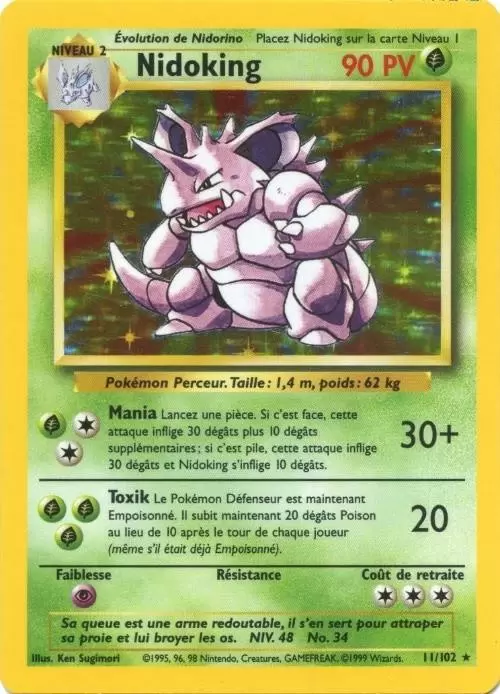 Évolution de Nidorino Placez Nidoking sur la carte Niveau 1
NIVEAU 2
Nidoking 90 PV
Pokémon Perceur. Taille : 1,4 m, poids : 62 kg
Mania Lancez une pièce. Si c'est face, cette
attaque inflige 30 dégâts plus 10 dégâts
supplémentaires ; si c'est pile, cette attaque inflige
30 dégâts et Nidoking s'inflige 10 dégâts.
30+
Toxik Le Pokémon Défenseur est maintenant
Empoisonné. Il subit maintenant 20 dégâts Poison
au lieu de 10 après le tour de chaque joueur
(même s'il était déjà Empoisonné).
20
Faiblesse Résistance Coût de retraite
Sa queue est une arme redoutable, il s'en sert pour attraper
sa proie et lui broyer les os. NIV. 48 No. 34
Illus. Ken Sugimori ©1995, 96, 98 Nintendo, Creatures, GAMEFREAK. ©1999 Wizards. 11/102 ★